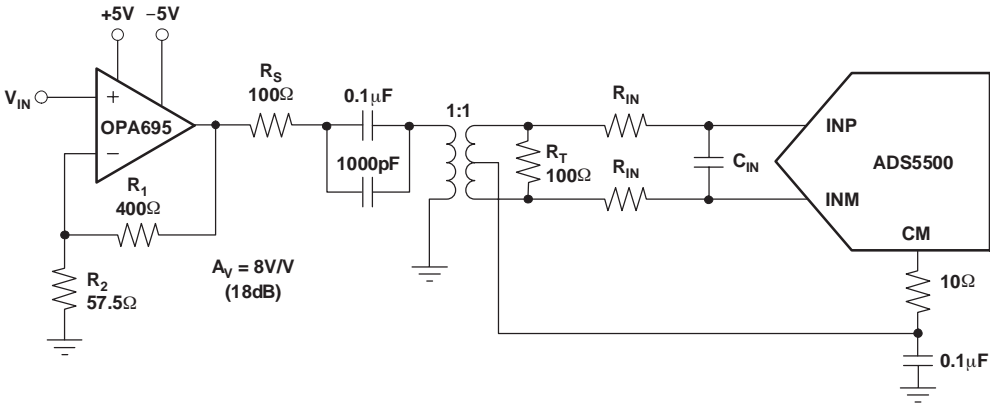 +5V
−5V
V_IN
+
OPA695
−
R_S
100Ω
0.1μF
1000pF
1:1
R_1
400Ω
R_2
57.5Ω
A_V = 8V/V
(18dB)
R_T
100Ω
R_IN
R_IN
C_IN
INP
ADS5500
INM
CM
10Ω
0.1μF